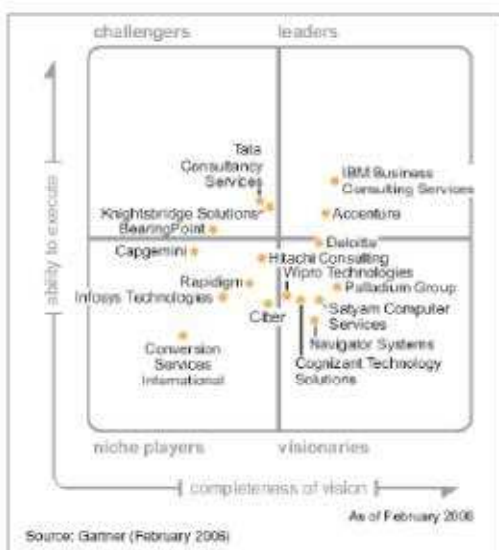 challengers
leaders
ability to execute
Tata
Consultancy
Services
IBM Business
Consulting Services
Knightsbridge Solutions
Accenture
BearingPoint
Deloitte
Capgemini
Hitachi Consulting
Wipro Technologies
Rapidigm
Palladium Group
Infosys Technologies
Ciber
Satyam Computer
Services
Navigator Systems
Conversion
Services
International
Cognizant Technology
Solutions
niche players
visionaries
completeness of vision
As of February 2006
Source: Gartner (February 2006)